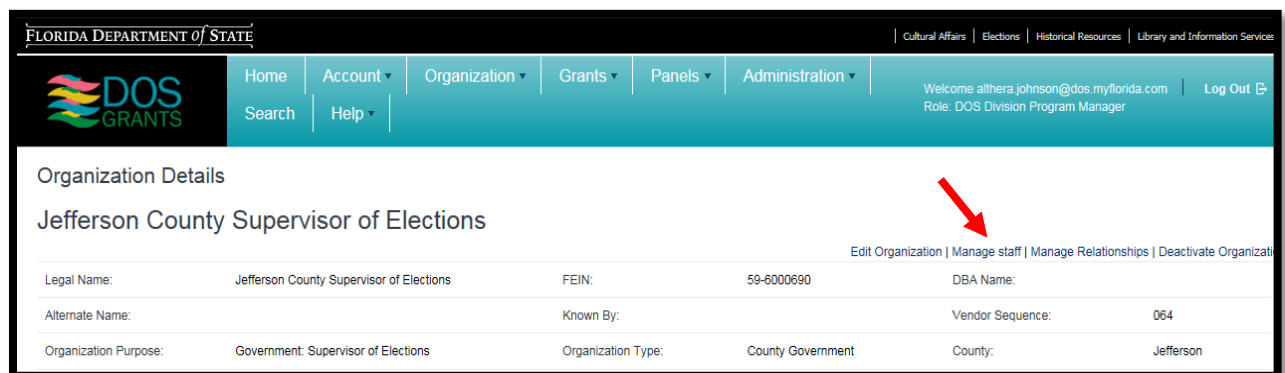 FLORIDA DEPARTMENT of STATE
Cultural Affairs | Elections | Historical Resources | Library and Information Services
DOS GRANTS
Home Account Organization Grants Panels Administration
Search Help
Welcome althera.johnson@dos.myflorida.com | Log Out
Role: DOS Division Program Manager
Organization Details
Jefferson County Supervisor of Elections
Edit Organization | Manage staff | Manage Relationships | Deactivate Organizati
Legal Name: Jefferson County Supervisor of Elections FEIN: 59-6000690 DBA Name:
Alternate Name: Known By: Vendor Sequence: 064
Organization Purpose: Government: Supervisor of Elections Organization Type: County Government County: Jefferson